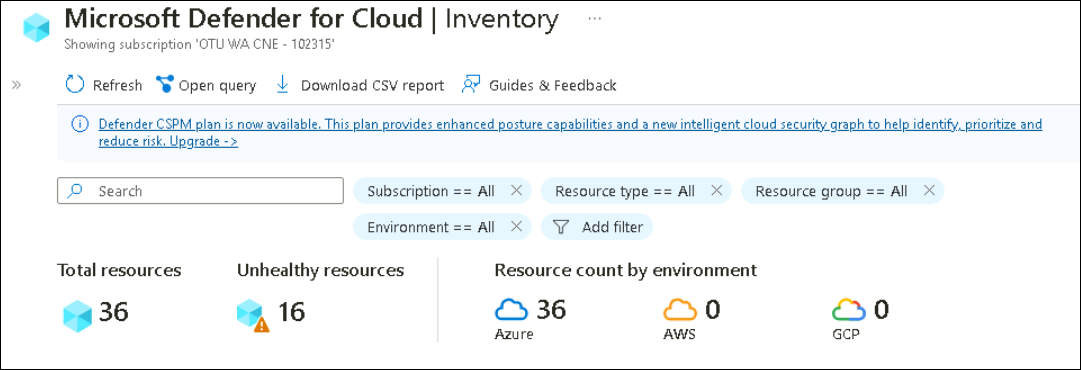 Microsoft Defender for Cloud | Inventory ...
Showing subscription 'OTU WA CNE - 102315'
» Refresh Open query Download CSV report Guides & Feedback
Defender CSPM plan is now available. This plan provides enhanced posture capabilities and a new intelligent cloud security graph to help identify, prioritize and
reduce risk. Upgrade ->
Search Subscription == All × Resource type == All × Resource group == All ×
Environment == All × Add filter
Total resources Unhealthy resources Resource count by environment
36 16 36 0 0
Azure AWS GCP